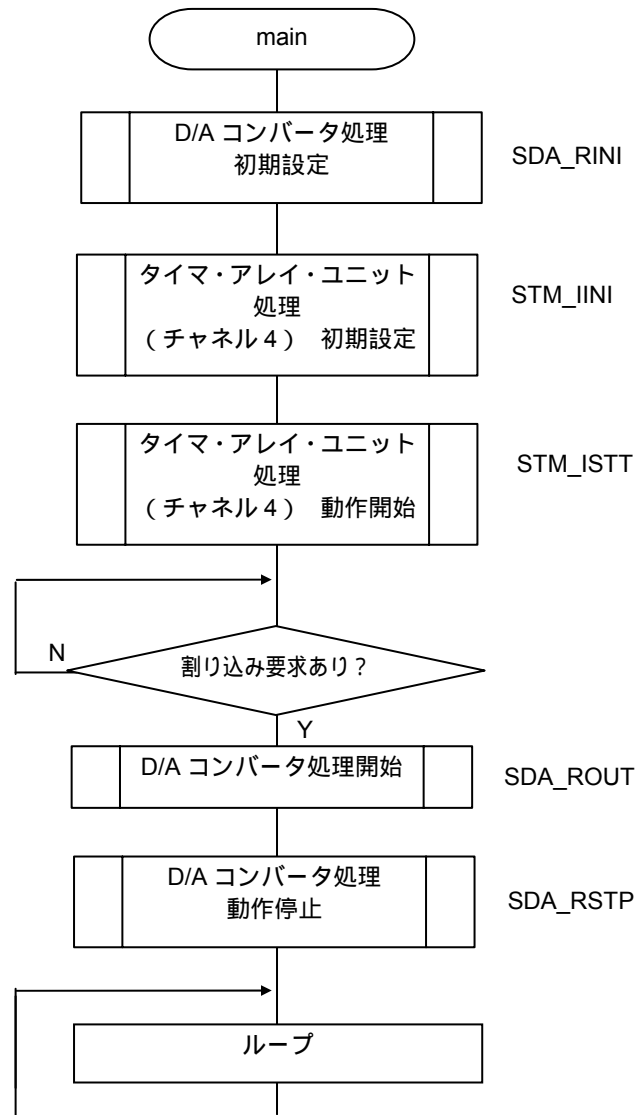 main
D/A コンバータ処理
初期設定
SDA_RINI
タイマ・アレイ・ユニット
処理
(チャネル 4) 初期設定
STM_IINI
タイマ・アレイ・ユニット
処理
(チャネル 4) 動作開始
STM_ISTT
N
割り込み要求あり?
Y
D/A コンバータ処理開始
SDA_ROUT
D/A コンバータ処理
動作停止
SDA_RSTP
ループ